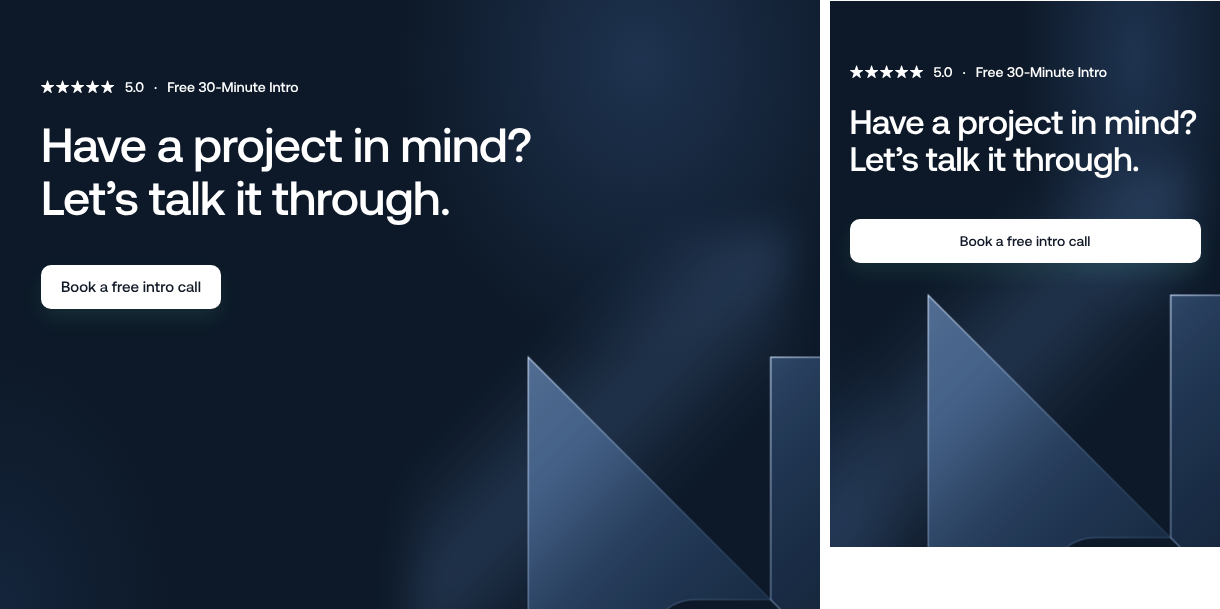 ★★★★★ 5.0 · Free 30-Minute Intro
Have a project in mind?
Let’s talk it through.
Book a free intro call
★★★★★ 5.0 · Free 30-Minute Intro
Have a project in mind?
Let’s talk it through.
Book a free intro call